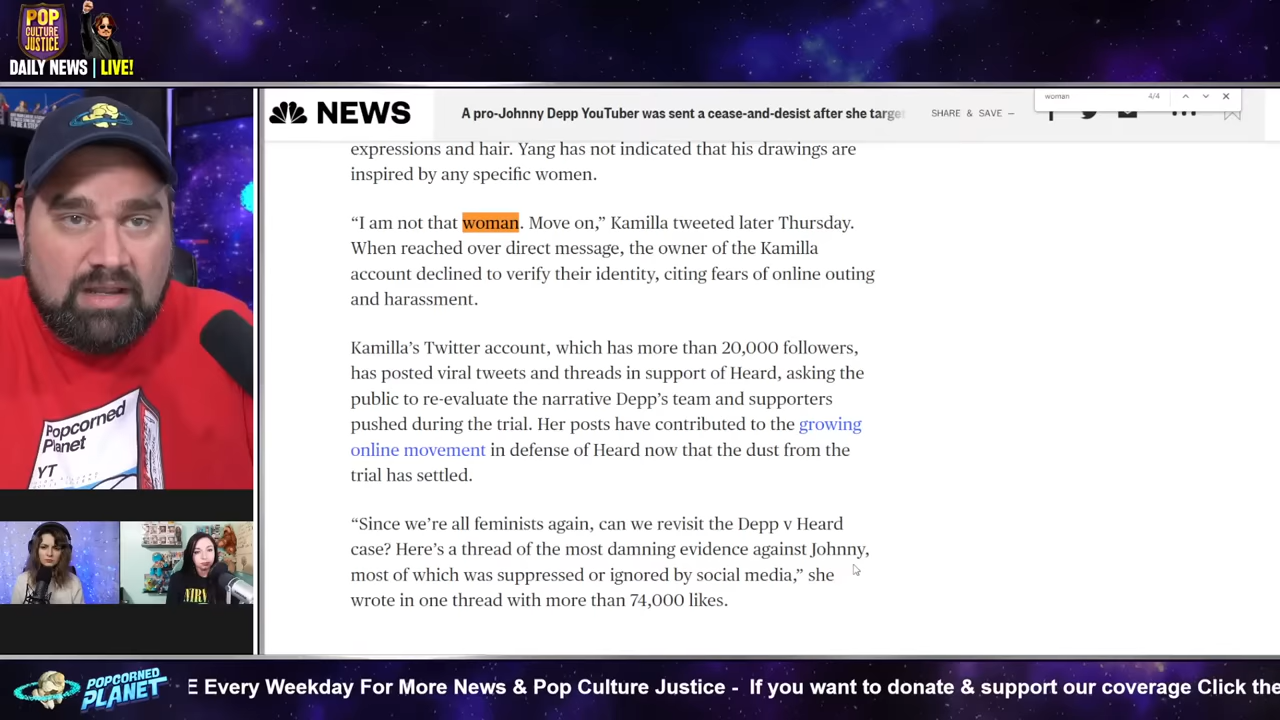 POP
CULTURE
JUSTICE
DAILY NEWS | LIVE!
NEWS
A pro-Johnny Depp YouTuber was sent a cease-and-desist after she targe
SHARE & SAVE –
woman
4/4
expressions and hair. Yang has not indicated that his drawings are
inspired by any specific women.
“I am not that woman. Move on,” Kamilla tweeted later Thursday.
When reached over direct message, the owner of the Kamilla
account declined to verify their identity, citing fears of online outing
and harassment.
Kamilla’s Twitter account, which has more than 20,000 followers,
has posted viral tweets and threads in support of Heard, asking the
public to re-evaluate the narrative Depp’s team and supporters
pushed during the trial. Her posts have contributed to the growing
online movement in defense of Heard now that the dust from the
trial has settled.
“Since we’re all feminists again, can we revisit the Depp v Heard
case? Here’s a thread of the most damning evidence against Johnny,
most of which was suppressed or ignored by social media,” she
wrote in one thread with more than 74,000 likes.
Popcorned
Planet
YT
NIRV
POPCORNED
PLANET
E Every Weekday For More News & Pop Culture Justice - If you want to donate & support our coverage Click the